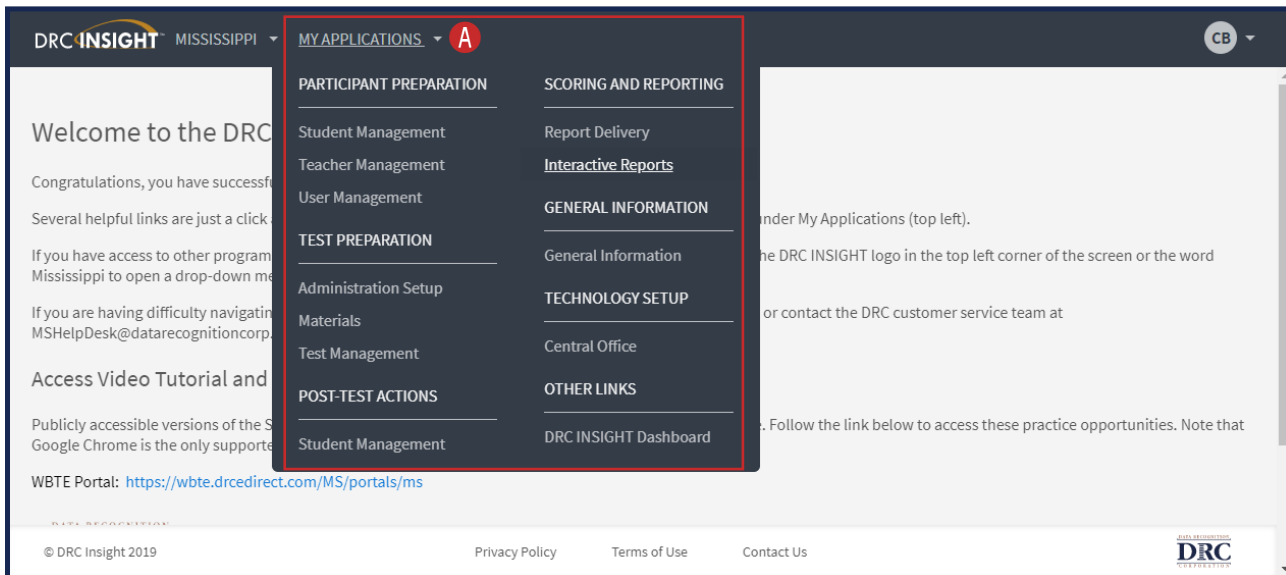 DRC INSIGHT MISSISSIPPI MY APPLICATIONS A CB
PARTICIPANT PREPARATION
Student Management
Teacher Management
User Management
TEST PREPARATION
Administration Setup
Materials
Test Management
POST-TEST ACTIONS
Student Management
SCORING AND REPORTING
Report Delivery
Interactive Reports
GENERAL INFORMATION
General Information
TECHNOLOGY SETUP
Central Office
OTHER LINKS
DRC INSIGHT Dashboard
Welcome to the DRC
Congratulations, you have successfu
Several helpful links are just a click under My Applications (top left).
If you have access to other program he DRC INSIGHT logo in the top left corner of the screen or the word
Mississippi to open a drop-down me
If you are having difficulty navigatin or contact the DRC customer service team at
MSHelpDesk@datarecognitioncorp.
Access Video Tutorial and
Publicly accessible versions of the S . Follow the link below to access these practice opportunities. Note that
Google Chrome is the only supporte
WBTE Portal: https://wbte.drcedirect.com/MS/portals/ms
DATA RECOGNITION
© DRC Insight 2019 Privacy Policy Terms of Use Contact Us
DATA RECOGNITION
DRC
CORPORATION